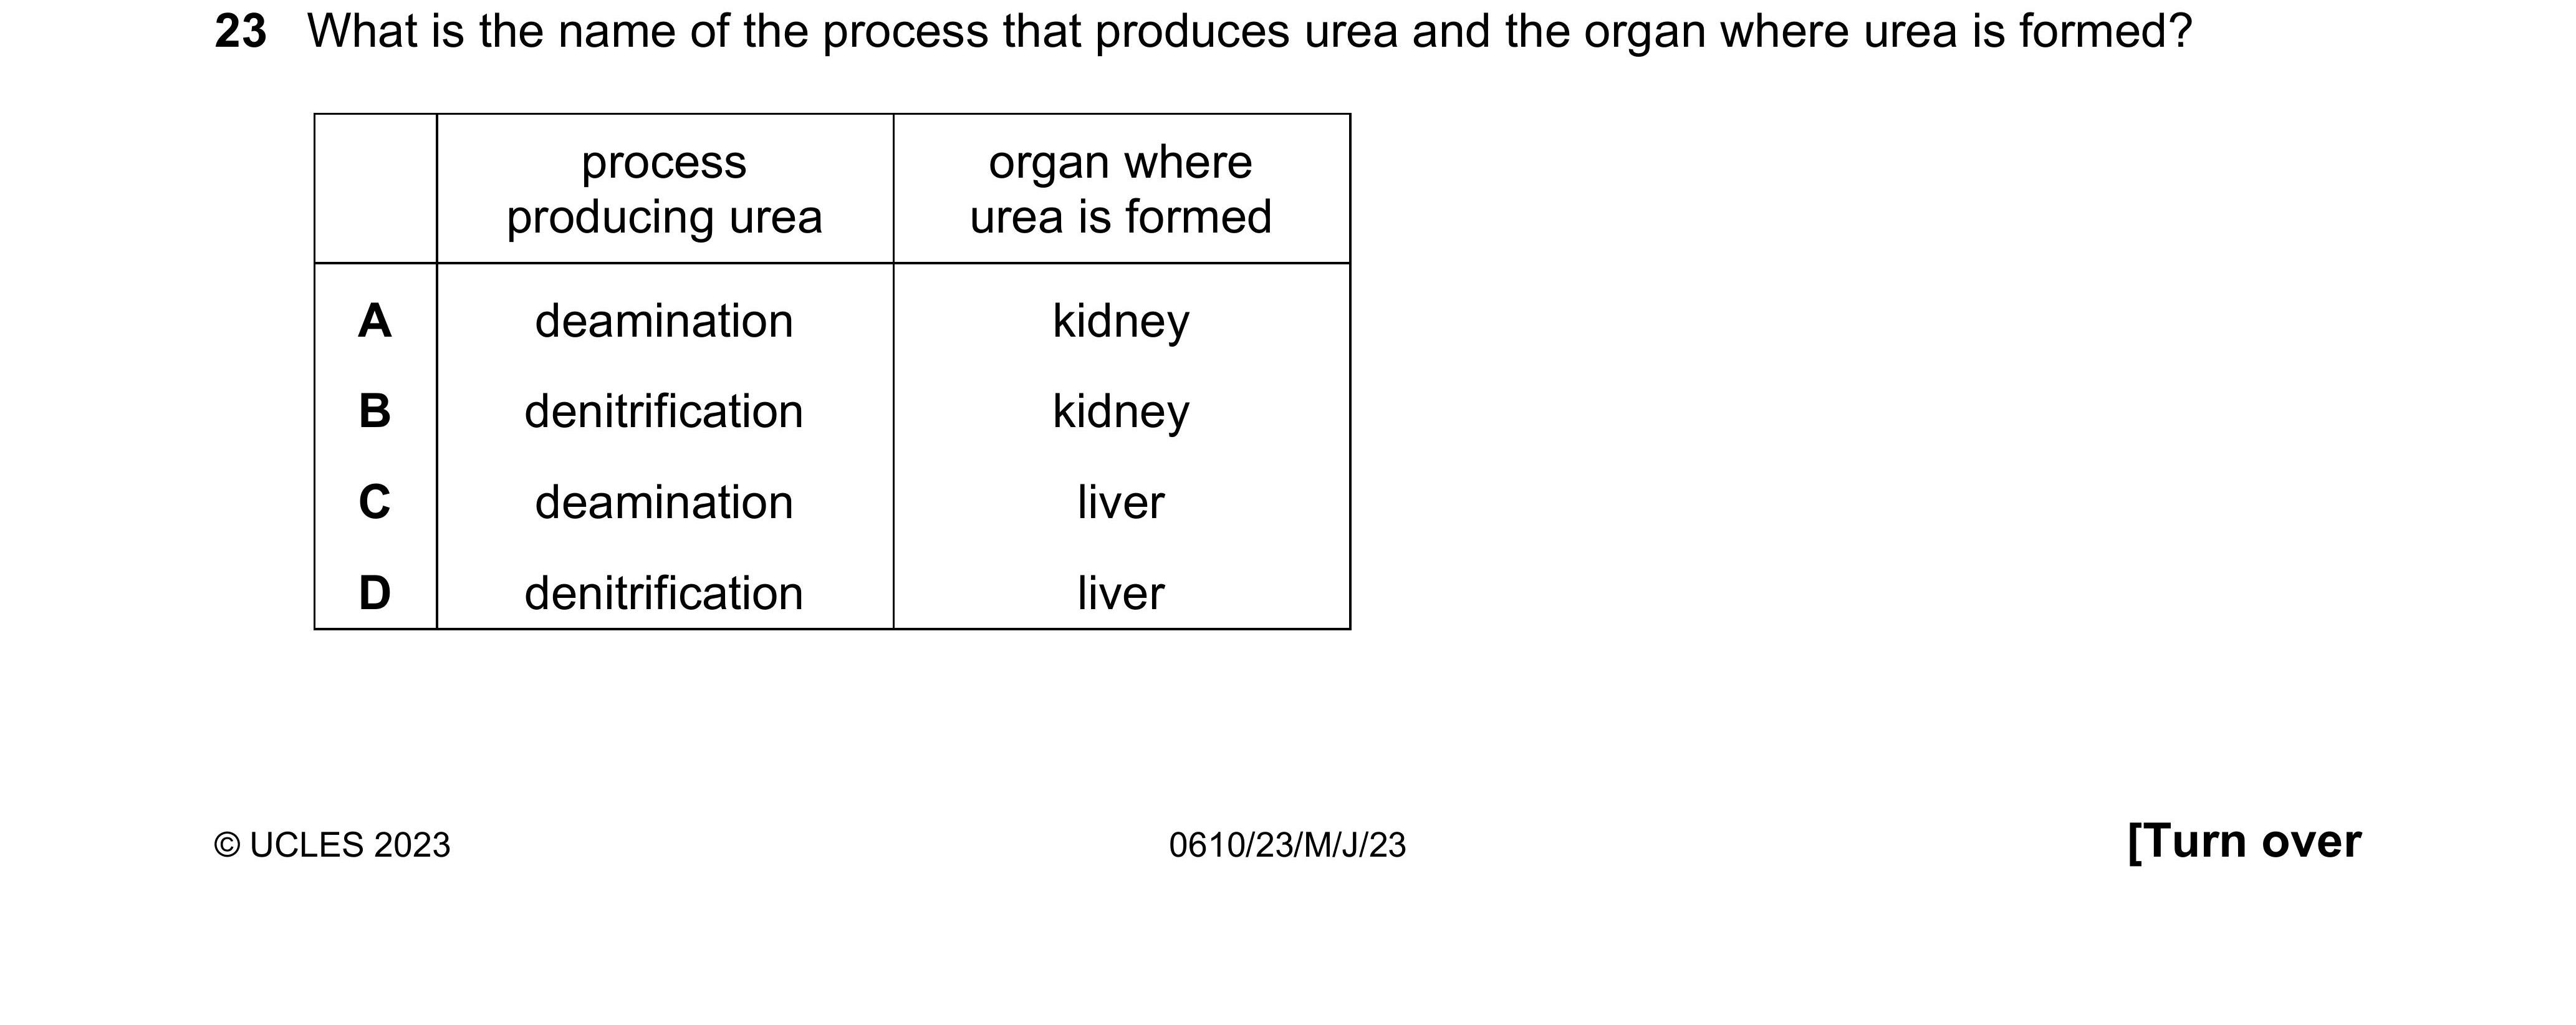 23 What is the name of the process that produces urea and the organ where urea is formed?
process producing urea organ where urea is formed
A deamination kidney
B denitrification kidney
C deamination liver
D denitrification liver
© UCLES 2023 0610/23/M/J/23 [Turn over